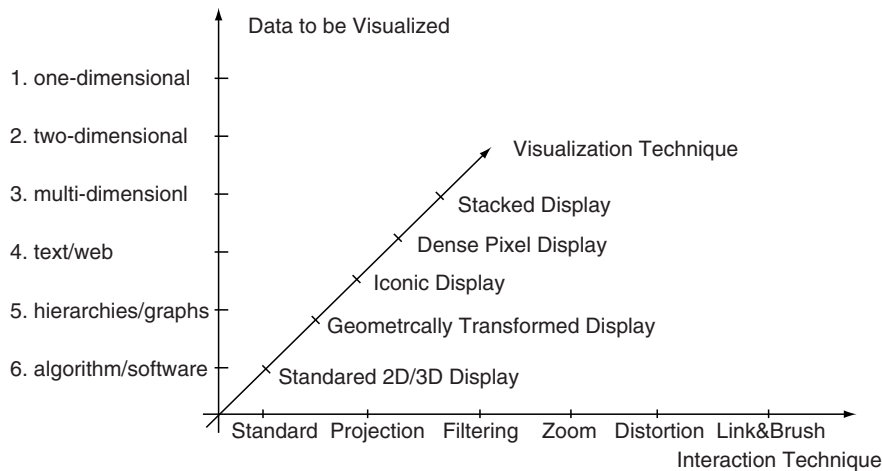 Data to be Visualized
1. one-dimensional
2. two-dimensional
Visualization Technique
3. multi-dimensionl
Stacked Display
Dense Pixel Display
4. text/web
Iconic Display
5. hierarchies/graphs
Geometrcally Transformed Display
6. algorithm/software
Standared 2D/3D Display
Standard Projection Filtering Zoom Distortion Link&Brush
Interaction Technique